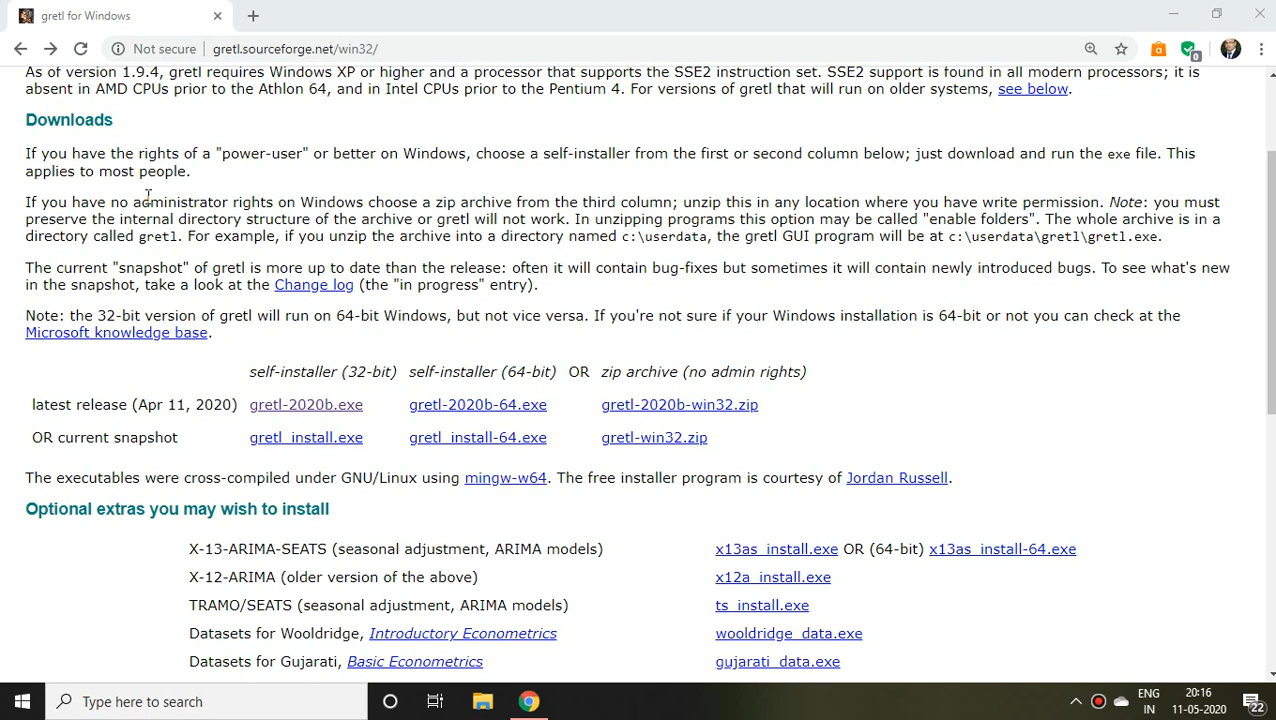 gretl for Windows
Not secure | gretl.sourceforge.net/win32/
0
As of version 1.9.4, gretl requires Windows XP or higher and a processor that supports the SSE2 instruction set. SSE2 support is found in all modern processors; it is
absent in AMD CPUs prior to the Athlon 64, and in Intel CPUs prior to the Pentium 4. For versions of gretl that will run on older systems, see below.
Downloads
If you have the rights of a "power-user" or better on Windows, choose a self-installer from the first or second column below; just download and run the exe file. This
applies to most people.
If you have no administrator rights on Windows choose a zip archive from the third column; unzip this in any location where you have write permission. Note: you must
preserve the internal directory structure of the archive or gretl will not work. In unzipping programs this option may be called "enable folders". The whole archive is in a
directory called gretl. For example, if you unzip the archive into a directory named c:\userdata, the gretl GUI program will be at c:\userdata\gretl\gretl.exe.
The current "snapshot" of gretl is more up to date than the release: often it will contain bug-fixes but sometimes it will contain newly introduced bugs. To see what's new
in the snapshot, take a look at the Change log (the "in progress" entry).
Note: the 32-bit version of gretl will run on 64-bit Windows, but not vice versa. If you're not sure if your Windows installation is 64-bit or not you can check at the
Microsoft knowledge base.
self-installer (32-bit) self-installer (64-bit) OR zip archive (no admin rights)
latest release (Apr 11, 2020) gretl-2020b.exe gretl-2020b-64.exe gretl-2020b-win32.zip
OR current snapshot gretl_install.exe gretl_install-64.exe gretl-win32.zip
The executables were cross-compiled under GNU/Linux using mingw-w64. The free installer program is courtesy of Jordan Russell.
Optional extras you may wish to install
X-13-ARIMA-SEATS (seasonal adjustment, ARIMA models) x13as_install.exe OR (64-bit) x13as_install-64.exe
X-12-ARIMA (older version of the above) x12a_install.exe
TRAMO/SEATS (seasonal adjustment, ARIMA models) ts_install.exe
Datasets for Wooldridge, Introductory Econometrics wooldridge_data.exe
Datasets for Gujarati, Basic Econometrics gujarati_data.exe
Type here to search
ENG 20:16
IN 11-05-2020 22